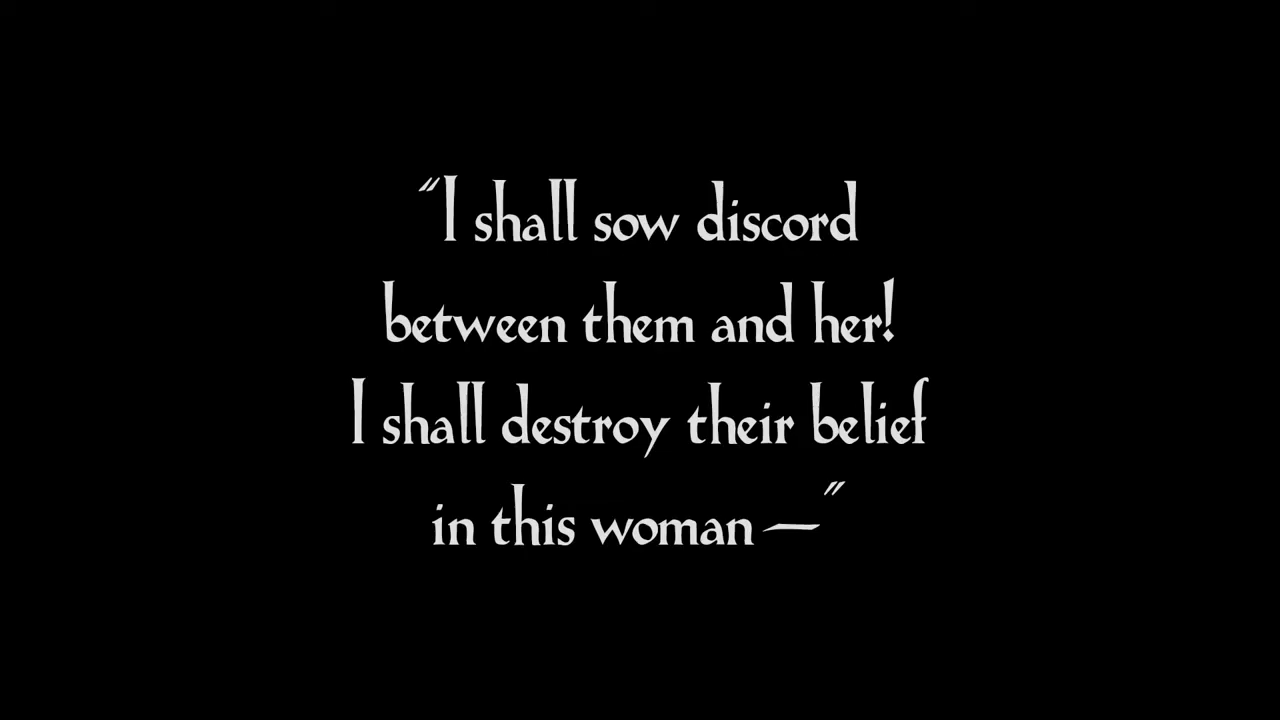 "I shall sow discord
between them and her!
I shall destroy their belief
in this woman —"